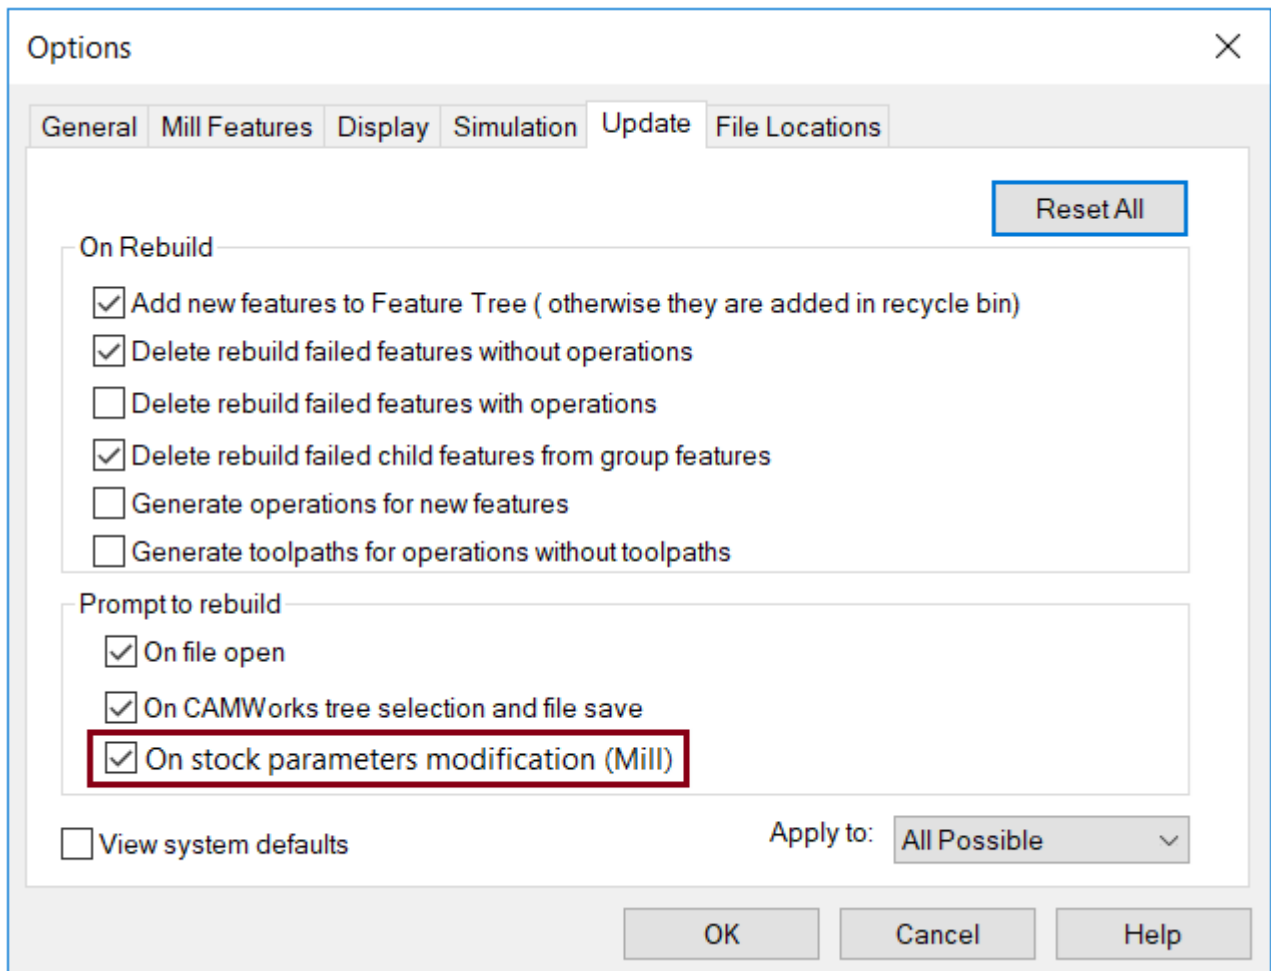 Options
General Mill Features Display Simulation Update File Locations
Reset All
On Rebuild
Add new features to Feature Tree ( otherwise they are added in recycle bin)
Delete rebuild failed features without operations
Delete rebuild failed features with operations
Delete rebuild failed child features from group features
Generate operations for new features
Generate toolpaths for operations without toolpaths
Prompt to rebuild
On file open
On CAMWorks tree selection and file save
On stock parameters modification (Mill)
View system defaults
Apply to: All Possible
OK Cancel Help